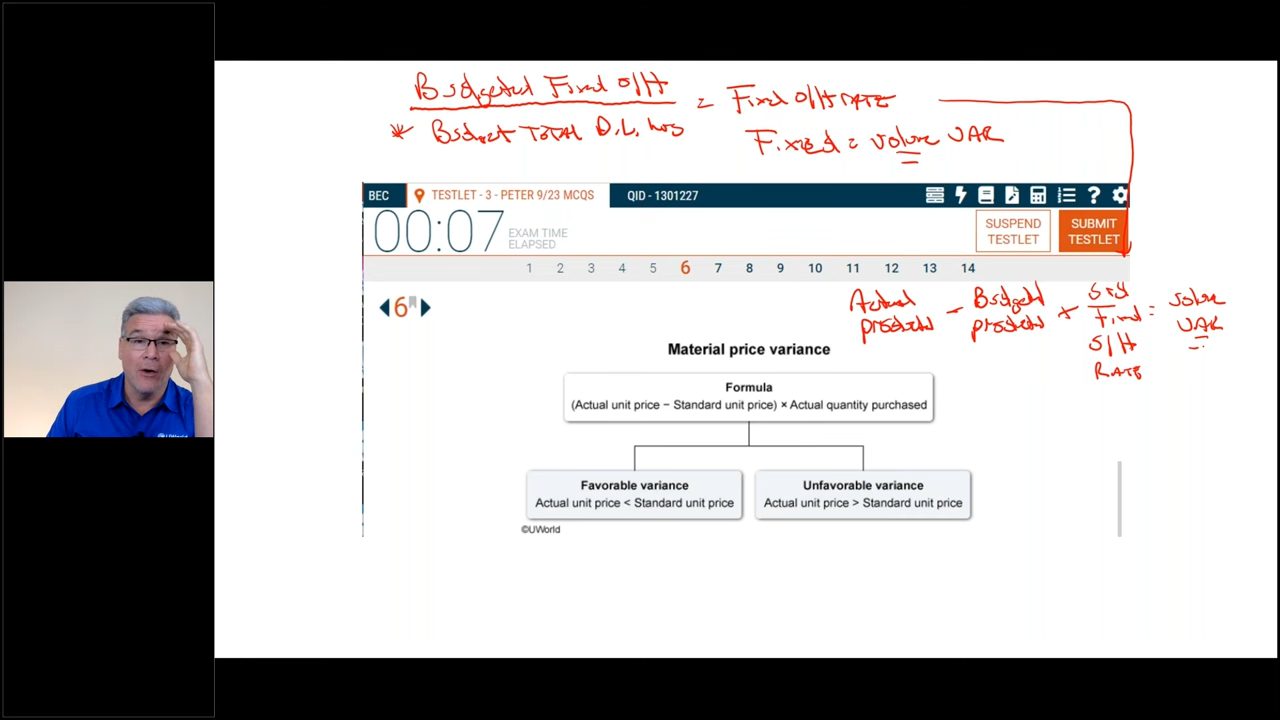 Budgeted Fixed O/H
= Fixed O/H RATE
* Budget TOTAL D.L. hrs
Fixed = volume VAR
BEC
TESTLET - 3 - PETER 9/23 MCQS
QID - 1301227
00:07
EXAM TIME
ELAPSED
SUSPEND
TESTLET
SUBMIT
TESTLET
1 2 3 4 5 6 7 8 9 10 11 12 13 14
6
Actual
production
-
Budgeted
production
x
Std
Fixed
O/H
RATE
=
volume
VAR
Material price variance
Formula
(Actual unit price − Standard unit price) × Actual quantity purchased
Favorable variance
Actual unit price < Standard unit price
Unfavorable variance
Actual unit price > Standard unit price
©UWorld
UWorld